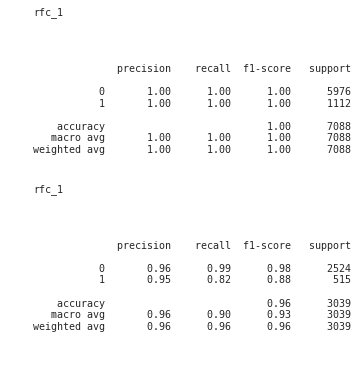 rfc_1
precision recall f1-score support
0 1.00 1.00 1.00 5976
1 1.00 1.00 1.00 1112
accuracy 1.00 7088
macro avg 1.00 1.00 1.00 7088
weighted avg 1.00 1.00 1.00 7088
rfc_1
precision recall f1-score support
0 0.96 0.99 0.98 2524
1 0.95 0.82 0.88 515
accuracy 0.96 3039
macro avg 0.96 0.90 0.93 3039
weighted avg 0.96 0.96 0.96 3039